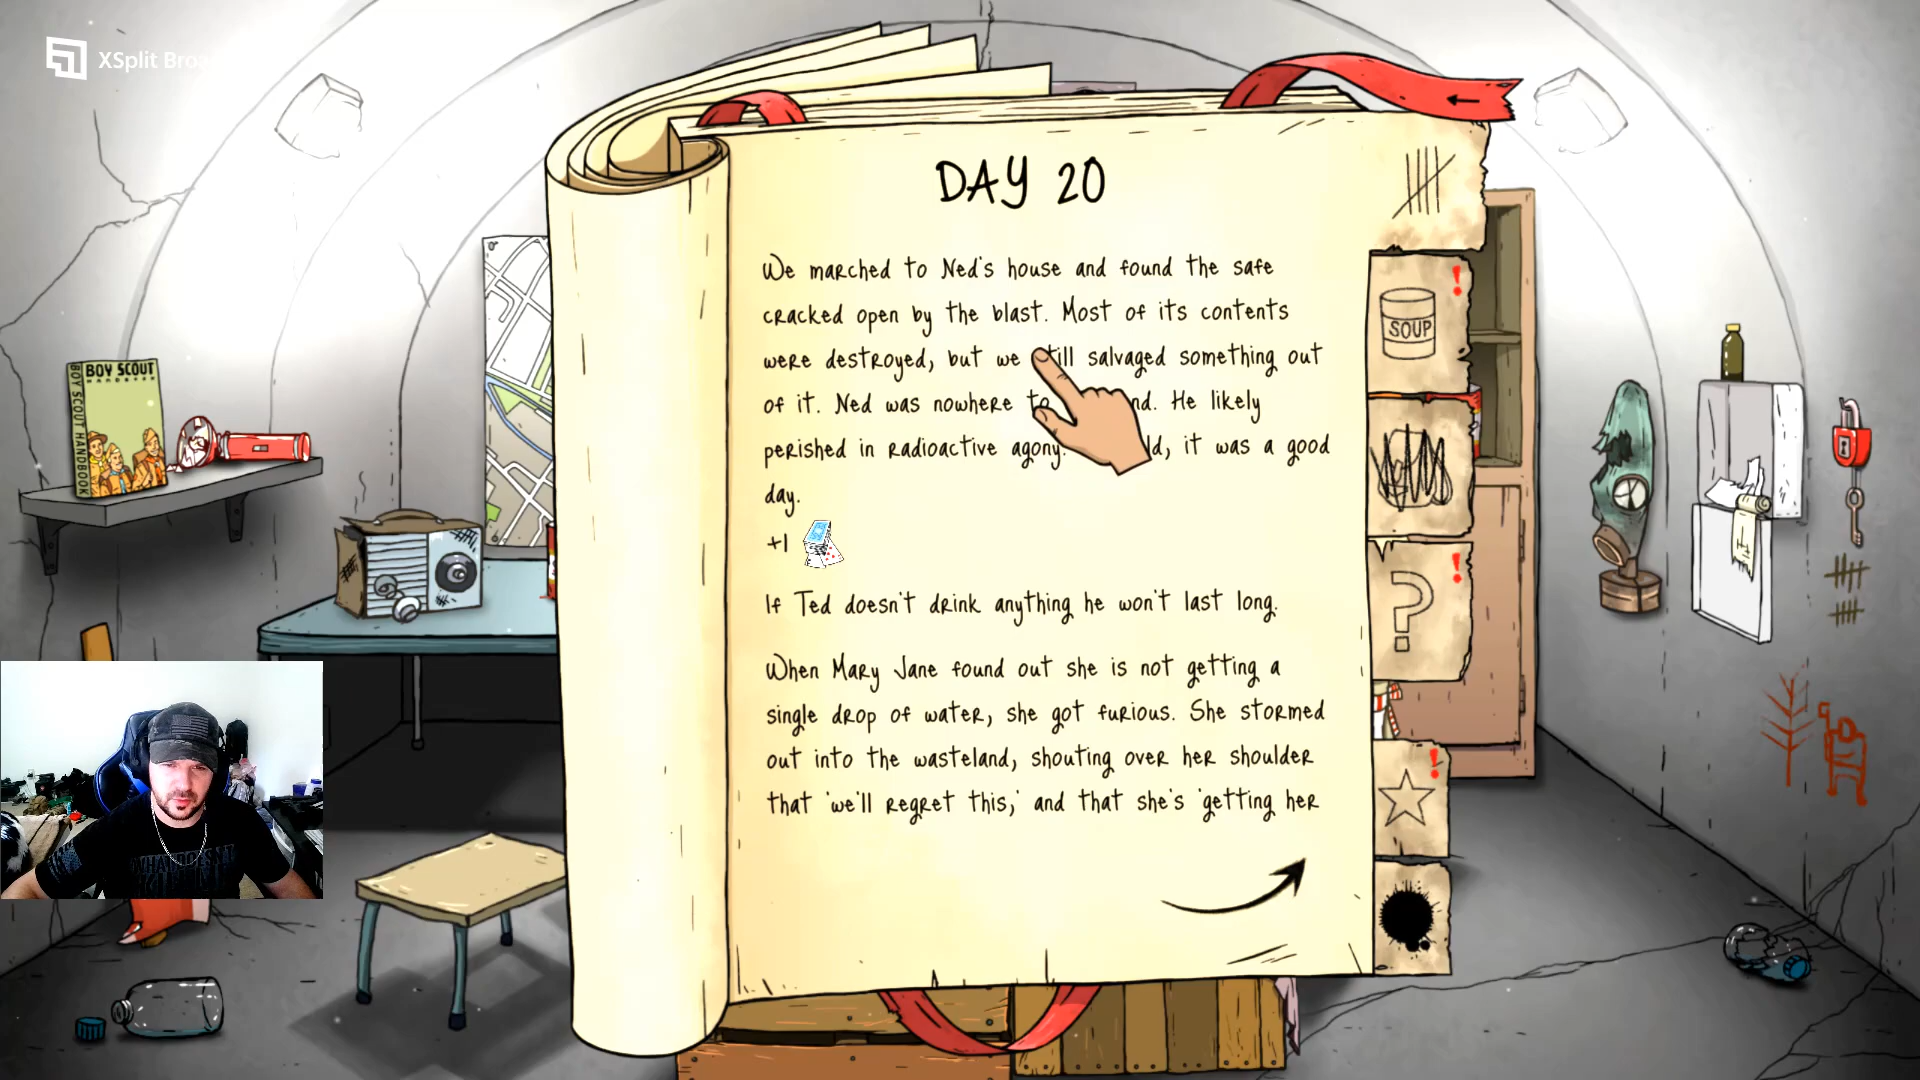 XSplit Broa
DAY 20
We marched to Ned's house and found the safe
cracked open by the blast. Most of its contents
were destroyed, but we still salvaged something out
of it. Ned was nowhere to nd. He likely
perished in radioactive agony. ld, it was a good
day.
+1
If Ted doesn't drink anything he won't last long.
When Mary Jane found out she is not getting a
single drop of water, she got furious. She stormed
out into the wasteland, shouting over her shoulder
that 'we'll regret this,' and that she's 'getting her
SOUP
!
?
!
!
BOY SCOUT
HANDBOOK
BOY SCOUT HANDBOOK